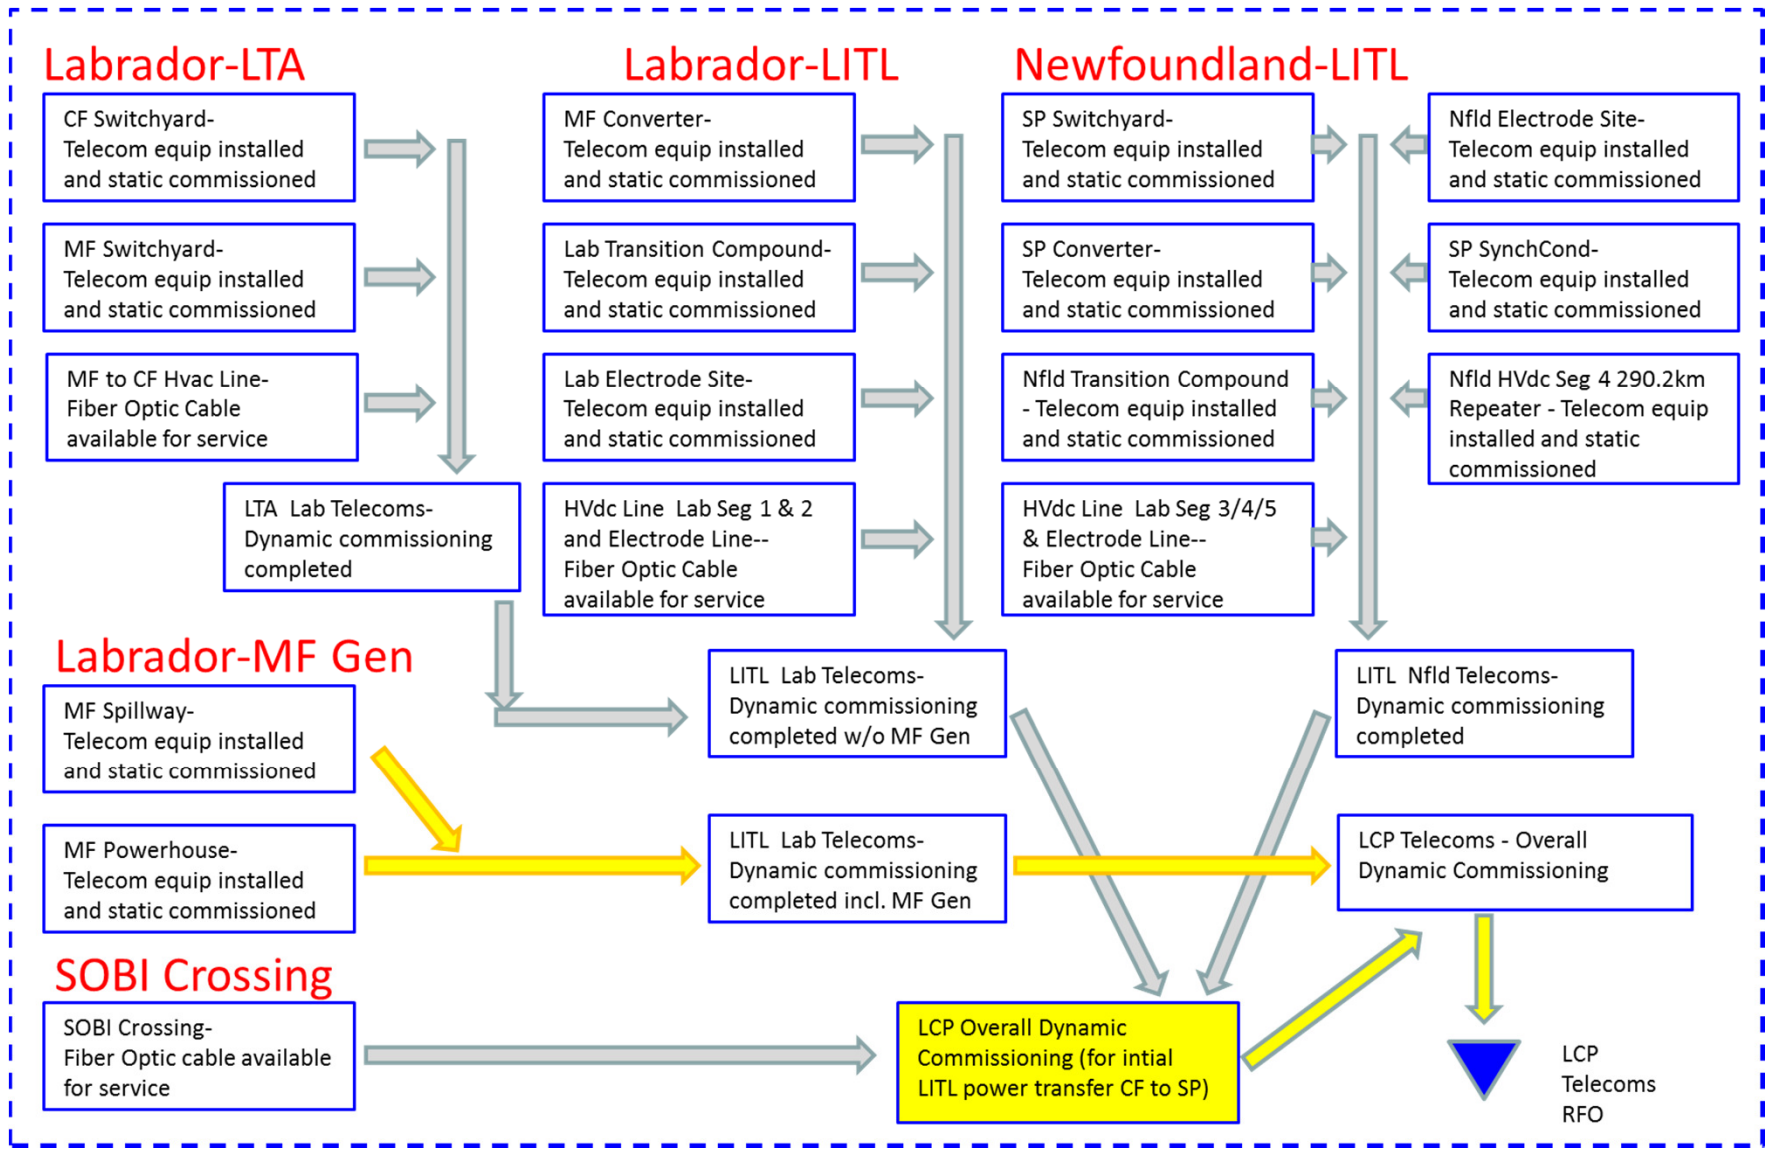 Labrador-LTA
CF Switchyard-
Telecom equip installed
and static commissioned
MF Switchyard-
Telecom equip installed
and static commissioned
MF to CF Hvac Line-
Fiber Optic Cable
available for service
LTA  Lab Telecoms-
Dynamic commissioning
completed
Labrador-LITL
MF Converter-
Telecom equip installed
and static commissioned
Lab Transition Compound-
Telecom equip installed
and static commissioned
Lab Electrode Site-
Telecom equip installed
and static commissioned
HVdc Line  Lab Seg 1 & 2
and Electrode Line--
Fiber Optic Cable
available for service
Newfoundland-LITL
SP Switchyard-
Telecom equip installed
and static commissioned
SP Converter-
Telecom equip installed
and static commissioned
Nfld Transition Compound
- Telecom equip installed
and static commissioned
HVdc Line  Lab Seg 3/4/5
& Electrode Line--
Fiber Optic Cable
available for service
Nfld Electrode Site-
Telecom equip installed
and static commissioned
SP SynchCond-
Telecom equip installed
and static commissioned
Nfld HVdc Seg 4 290.2km
Repeater - Telecom equip
installed and static
commissioned
Labrador-MF Gen
MF Spillway-
Telecom equip installed
and static commissioned
MF Powerhouse-
Telecom equip installed
and static commissioned
LITL  Lab Telecoms-
Dynamic commissioning
completed w/o MF Gen
LITL  Nfld Telecoms-
Dynamic commissioning
completed
LITL  Lab Telecoms-
Dynamic commissioning
completed incl. MF Gen
LCP Telecoms - Overall
Dynamic Commissioning
SOBI Crossing
SOBI Crossing-
Fiber Optic cable available
for service
LCP Overall Dynamic
Commissioning (for intial
LITL power transfer CF to SP)
LCP
Telecoms
RFO